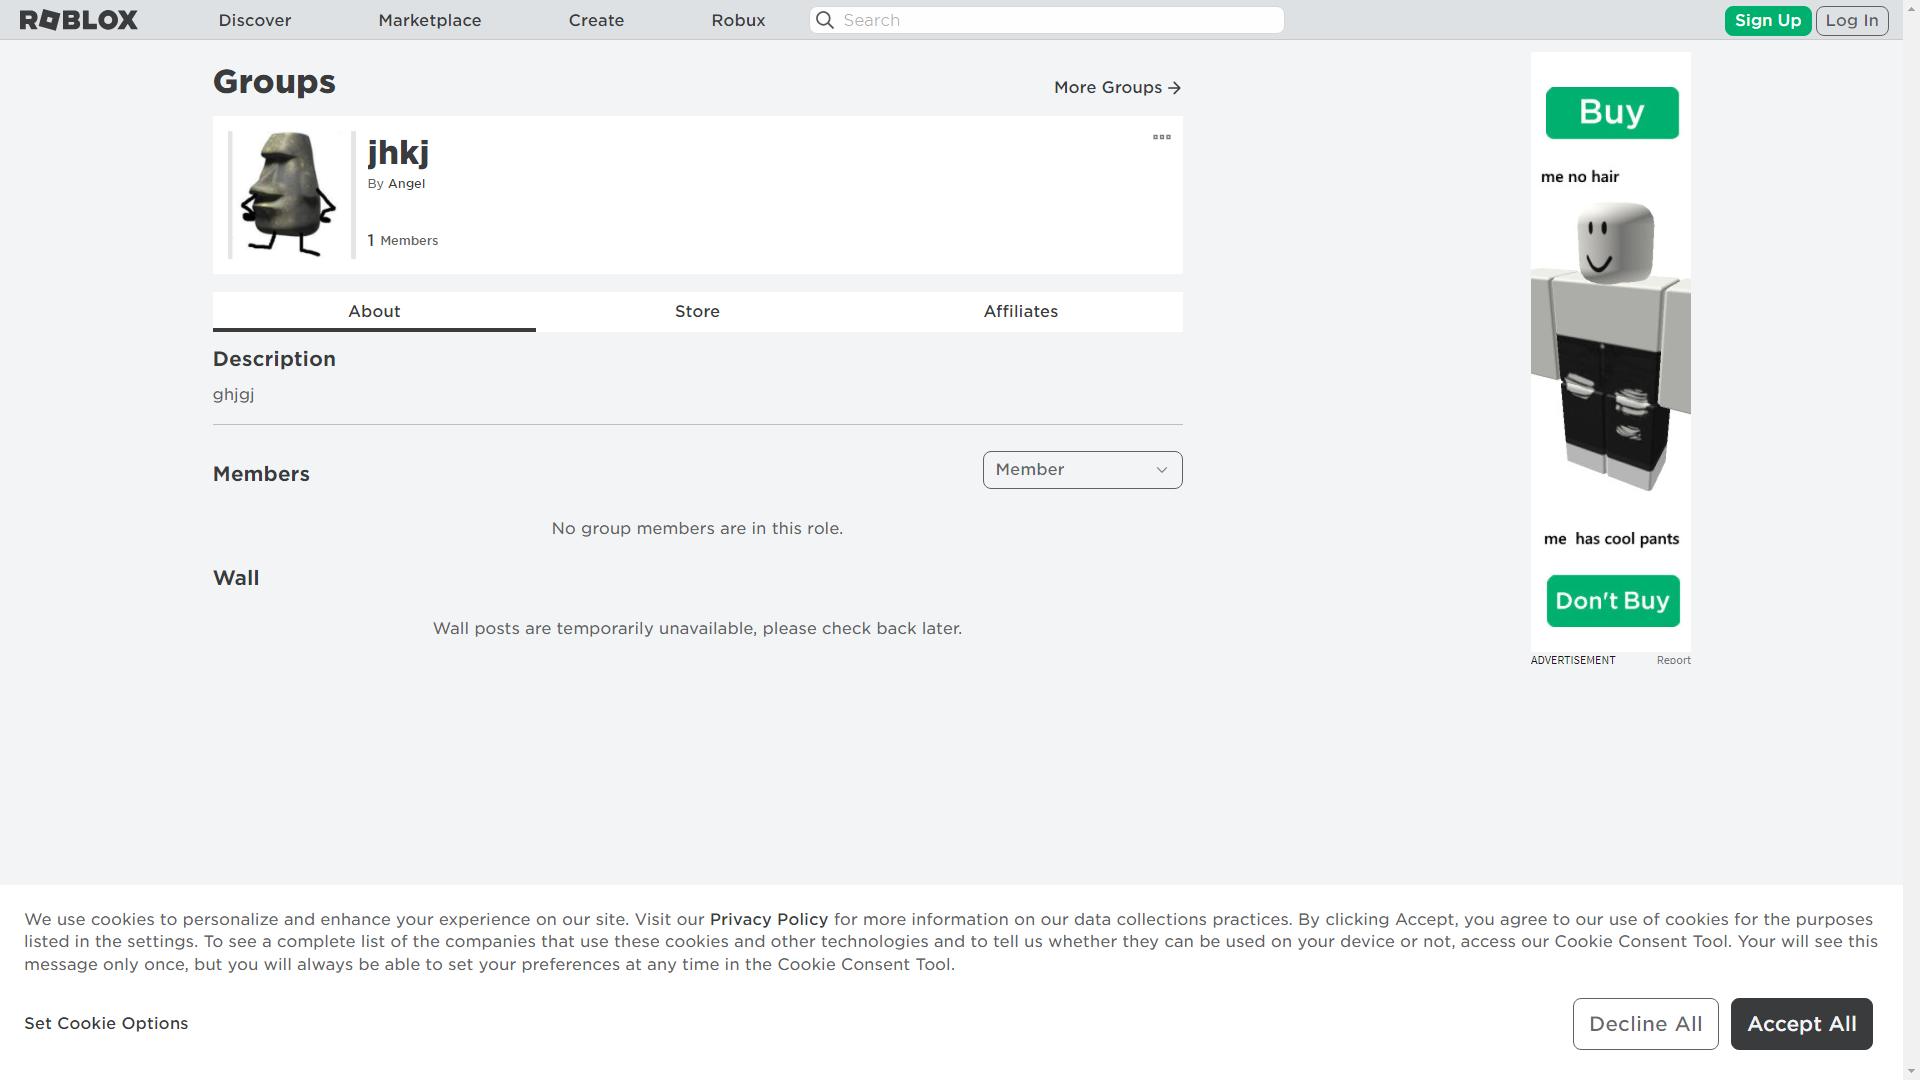 ROBLOX
Discover
Marketplace
Create
Robux
Search
Sign Up
Log In
Groups
More Groups
jhkj
By Angel
1 Members
About
Store
Affiliates
Description
ghjgj
Members
Member
No group members are in this role.
Wall
Wall posts are temporarily unavailable, please check back later.
Buy
me no hair
me has cool pants
Don't Buy
ADVERTISEMENT
Report
We use cookies to personalize and enhance your experience on our site. Visit our Privacy Policy for more information on our data collections practices. By clicking Accept, you agree to our use of cookies for the purposes
listed in the settings. To see a complete list of the companies that use these cookies and other technologies and to tell us whether they can be used on your device or not, access our Cookie Consent Tool. Your will see this
message only once, but you will always be able to set your preferences at any time in the Cookie Consent Tool.
Set Cookie Options
Decline All
Accept All